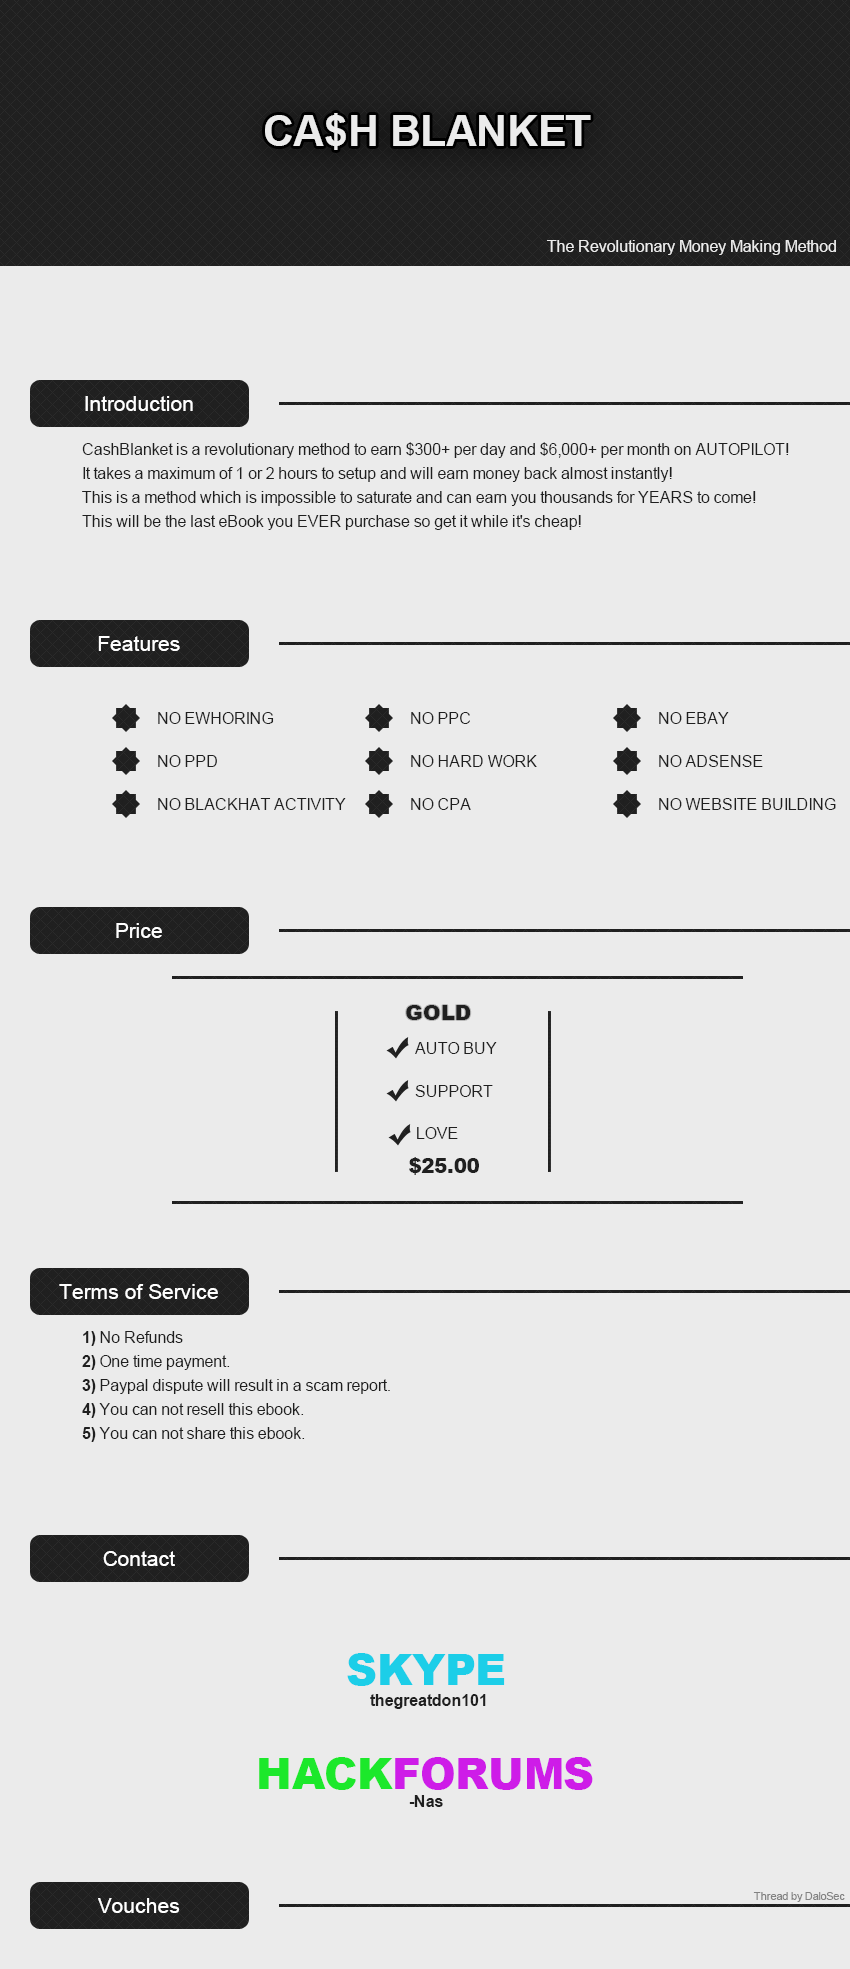 CA$H BLANKET
The Revolutionary Money Making Method
Introduction
CashBlanket is a revolutionary method to earn $300+ per day and $6,000+ per month on AUTOPILOT!
It takes a maximum of 1 or 2 hours to setup and will earn money back almost instantly!
This is a method which is impossible to saturate and can earn you thousands for YEARS to come!
This will be the last eBook you EVER purchase so get it while it's cheap!
Features
NO EWHORING NO PPC NO EBAY
NO PPD NO HARD WORK NO ADSENSE
NO BLACKHAT ACTIVITY NO CPA NO WEBSITE BUILDING
Price
GOLD
AUTO BUY
SUPPORT
LOVE
$25.00
Terms of Service
1) No Refunds
2) One time payment.
3) Paypal dispute will result in a scam report.
4) You can not resell this ebook.
5) You can not share this ebook.
Contact
SKYPE
thegreatdon101
HACKFORUMS
-Nas
Thread by DaloSec
Vouches